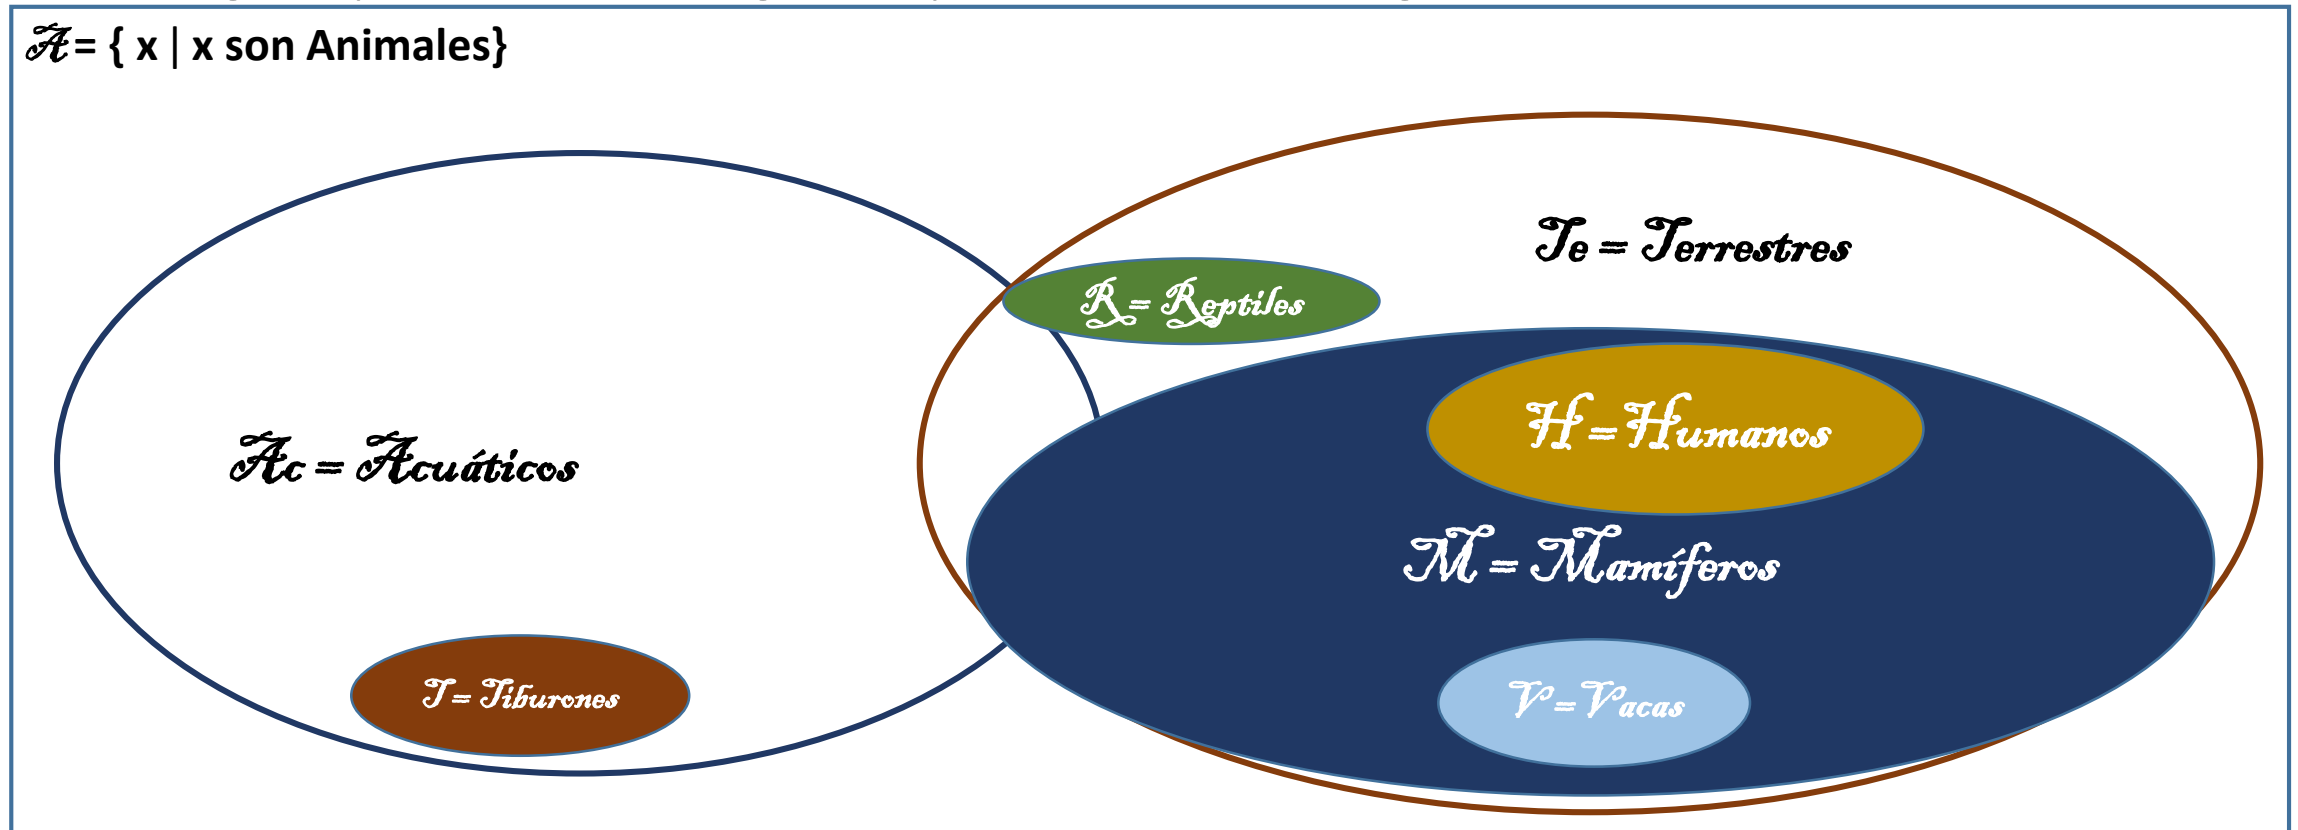 A = { x | x son Animales}
Te = Terrestres
R = Reptiles
H = Humanos
Ac = Acuáticos
M = Mamíferos
T = Tiburones
V = Vacas